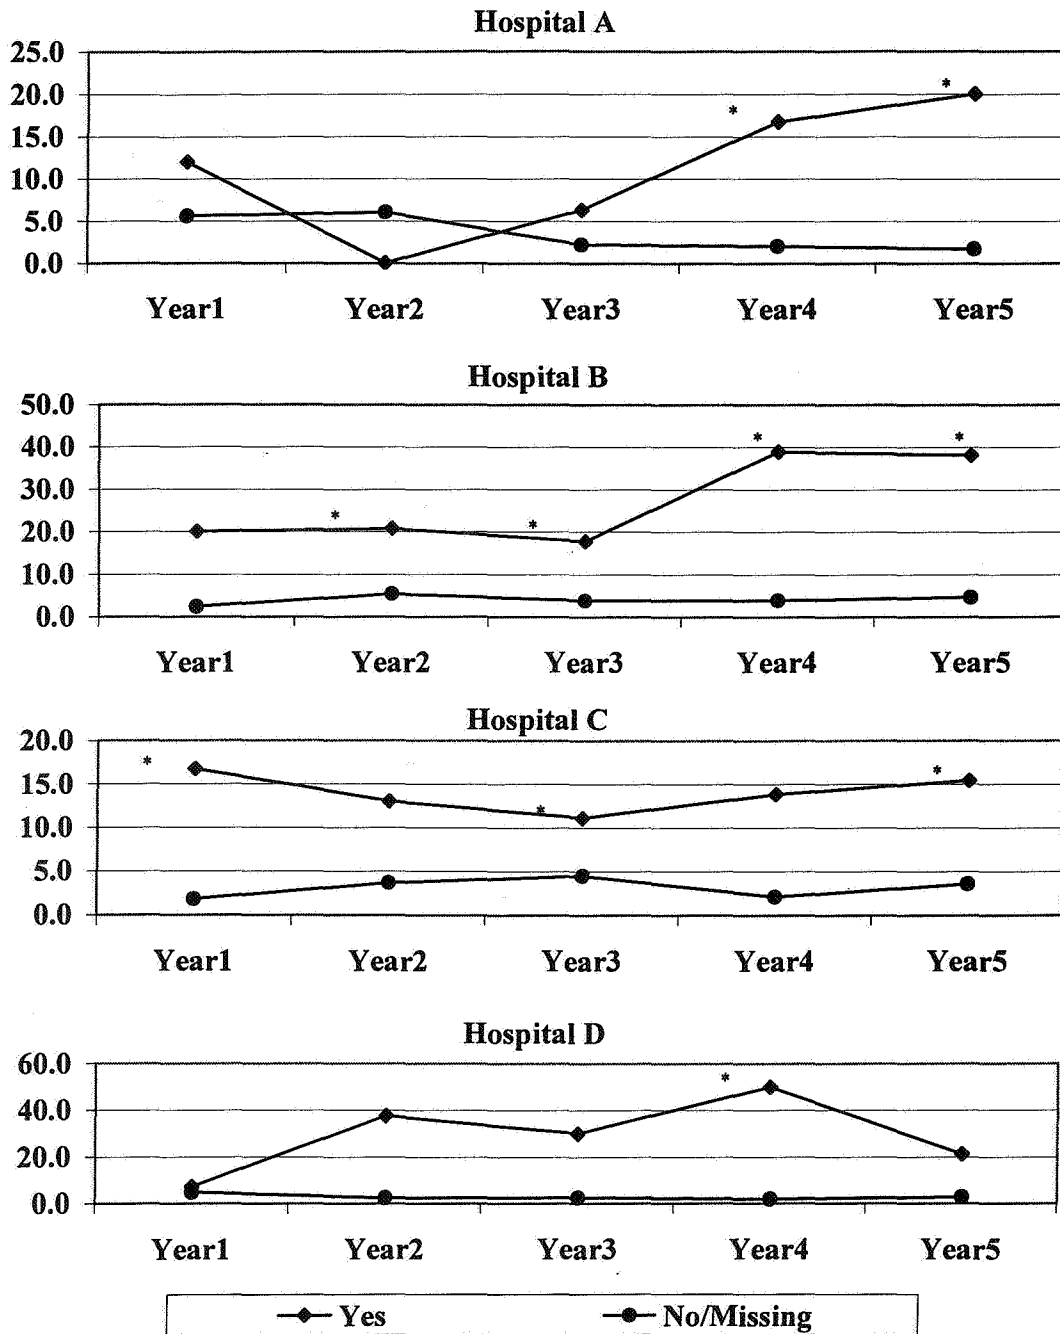 Hospital A
25.0
20.0 *
* 
15.0
10.0
5.0
0.0
Year1 Year2 Year3 Year4 Year5
Hospital B
50.0
40.0 * *
30.0
20.0 * *
10.0
0.0
Year1 Year2 Year3 Year4 Year5
Hospital C
20.0
* *
15.0
10.0 *
5.0
0.0
Year1 Year2 Year3 Year4 Year5
Hospital D
60.0 *
40.0
20.0
0.0
Year1 Year2 Year3 Year4 Year5
Yes No/Missing